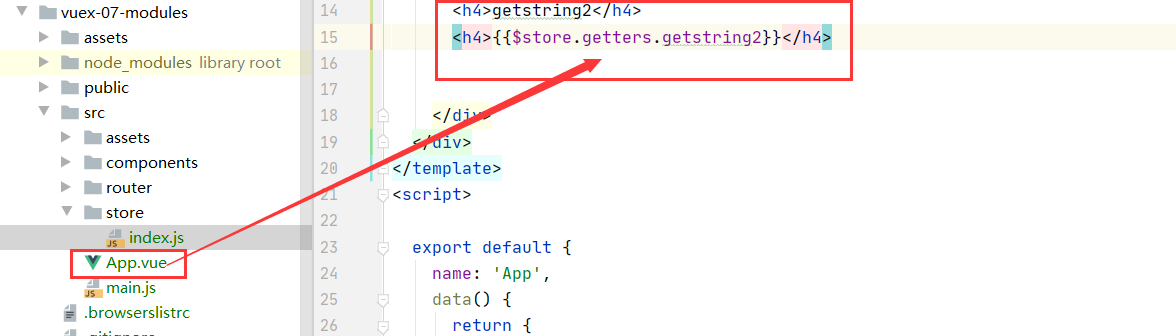 vuex-07-modules
assets
node_modules library root
public
src
assets
components
router
store
index.js
App.vue
main.js
.browserslistrc
14 <h4>getstring2</h4>
15 <h4>{{$store.getters.getstring2}}</h4>
16
17
18 </div>
19 </div>
20 </template>
21 <script>
22
23 export default {
24 name: 'App',
25 data() {
26 return {